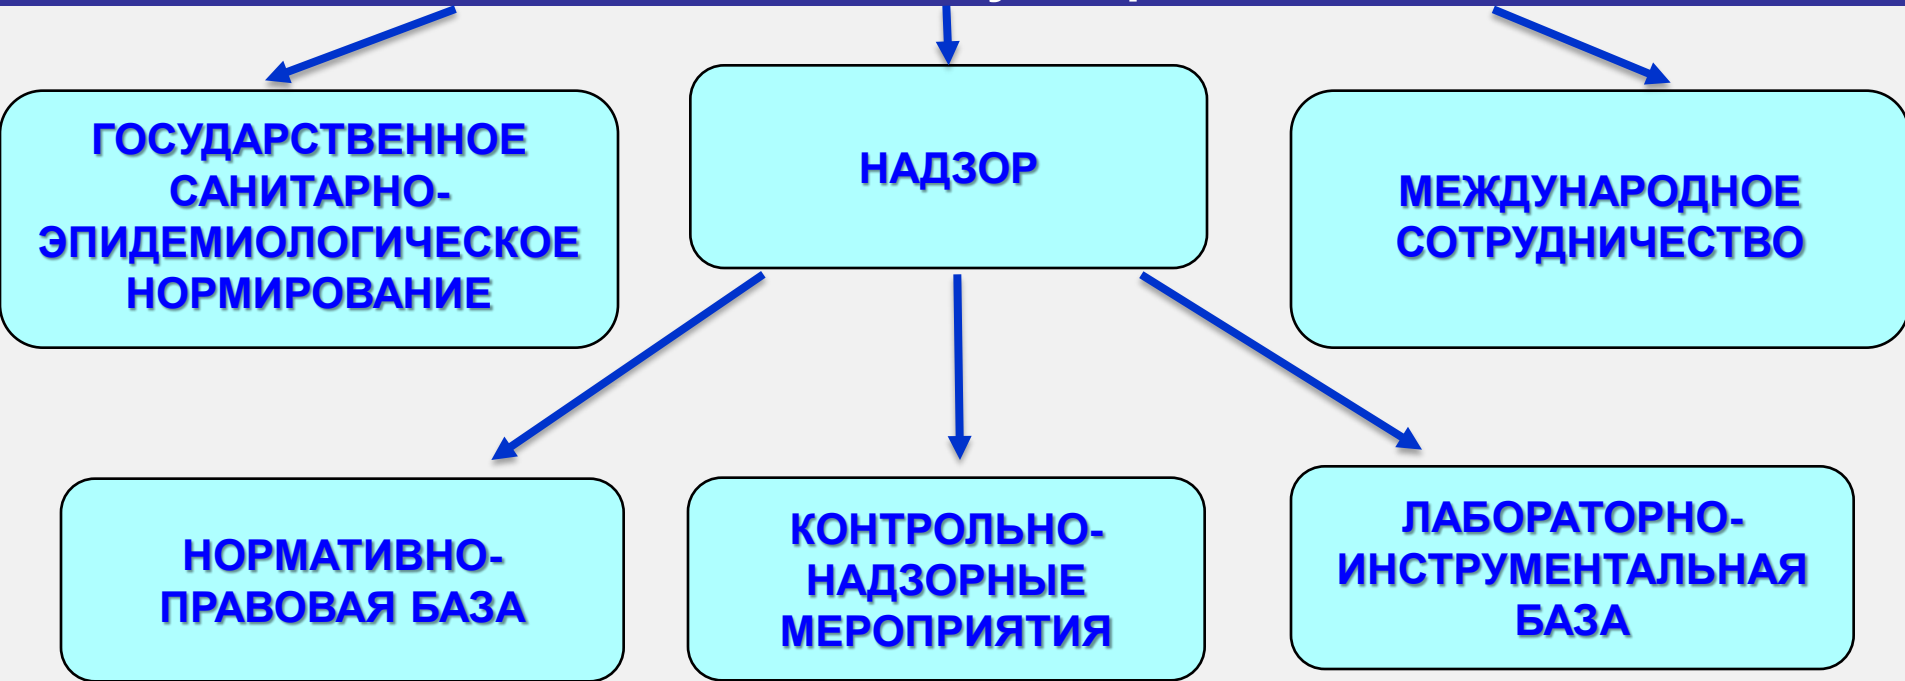 ГОСУДАРСТВЕННОЕ
САНИТАРНО-
ЭПИДЕМИОЛОГИЧЕСКОЕ
НОРМИРОВАНИЕ
НАДЗОР
МЕЖДУНАРОДНОЕ
СОТРУДНИЧЕСТВО
НОРМАТИВНО-
ПРАВОВАЯ БАЗА
КОНТРОЛЬНО-
НАДЗОРНЫЕ
МЕРОПРИЯТИЯ
ЛАБОРАТОРНО-
ИНСТРУМЕНТАЛЬНАЯ
БАЗА